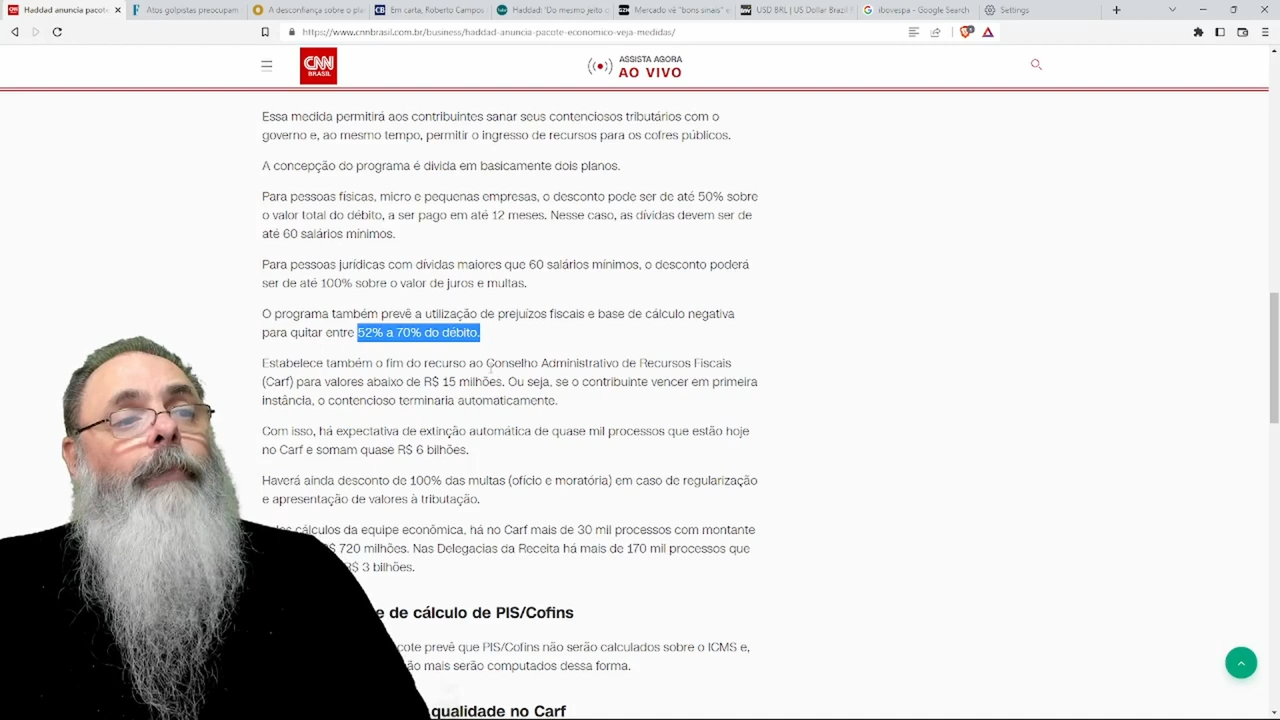 Haddad anuncia pacote
Atos golpistas preocupam
A desconfiança sobre o pla
Em carta, Roberto Campos
Haddad: "Do mesmo jeito
Mercado vê "bons sinais" e
USD BRL | US Dollar Brazil
ibovespa - Google Search
Settings
https://www.cnnbrasil.com.br/business/haddad-anuncia-pacote-economico-veja-medidas/
CNN
BRASIL
ASSISTA AGORA
AO VIVO
Essa medida permitirá aos contribuintes sanar seus contenciosos tributários com o
governo e, ao mesmo tempo, permitir o ingresso de recursos para os cofres públicos.
A concepção do programa é divida em basicamente dois planos.
Para pessoas físicas, micro e pequenas empresas, o desconto pode ser de até 50% sobre
o valor total do débito, a ser pago em até 12 meses. Nesse caso, as dívidas devem ser de
até 60 salários mínimos.
Para pessoas jurídicas com dívidas maiores que 60 salários mínimos, o desconto poderá
ser de até 100% sobre o valor de juros e multas.
O programa também prevê a utilização de prejuízos fiscais e base de cálculo negativa
para quitar entre 52% a 70% do débito.
Estabelece também o fim do recurso ao Conselho Administrativo de Recursos Fiscais
(Carf) para valores abaixo de R$ 15 milhões. Ou seja, se o contribuinte vencer em primeira
instância, o contencioso terminaria automaticamente.
Com isso, há expectativa de extinção automática de quase mil processos que estão hoje
no Carf e somam quase R$ 6 bilhões.
Haverá ainda desconto de 100% das multas (ofício e moratória) em caso de regularização
e apresentação de valores à tributação.
cálculos da equipe econômica, há no Carf mais de 30 mil processos com montante
$ 720 milhões. Nas Delegacias da Receita há mais de 170 mil processos que
R$ 3 bilhões.
e de cálculo de PIS/Cofins
cote prevê que PIS/Cofins não serão calculados sobre o ICMS e,
ão mais serão computados dessa forma.
qualidade no Carf